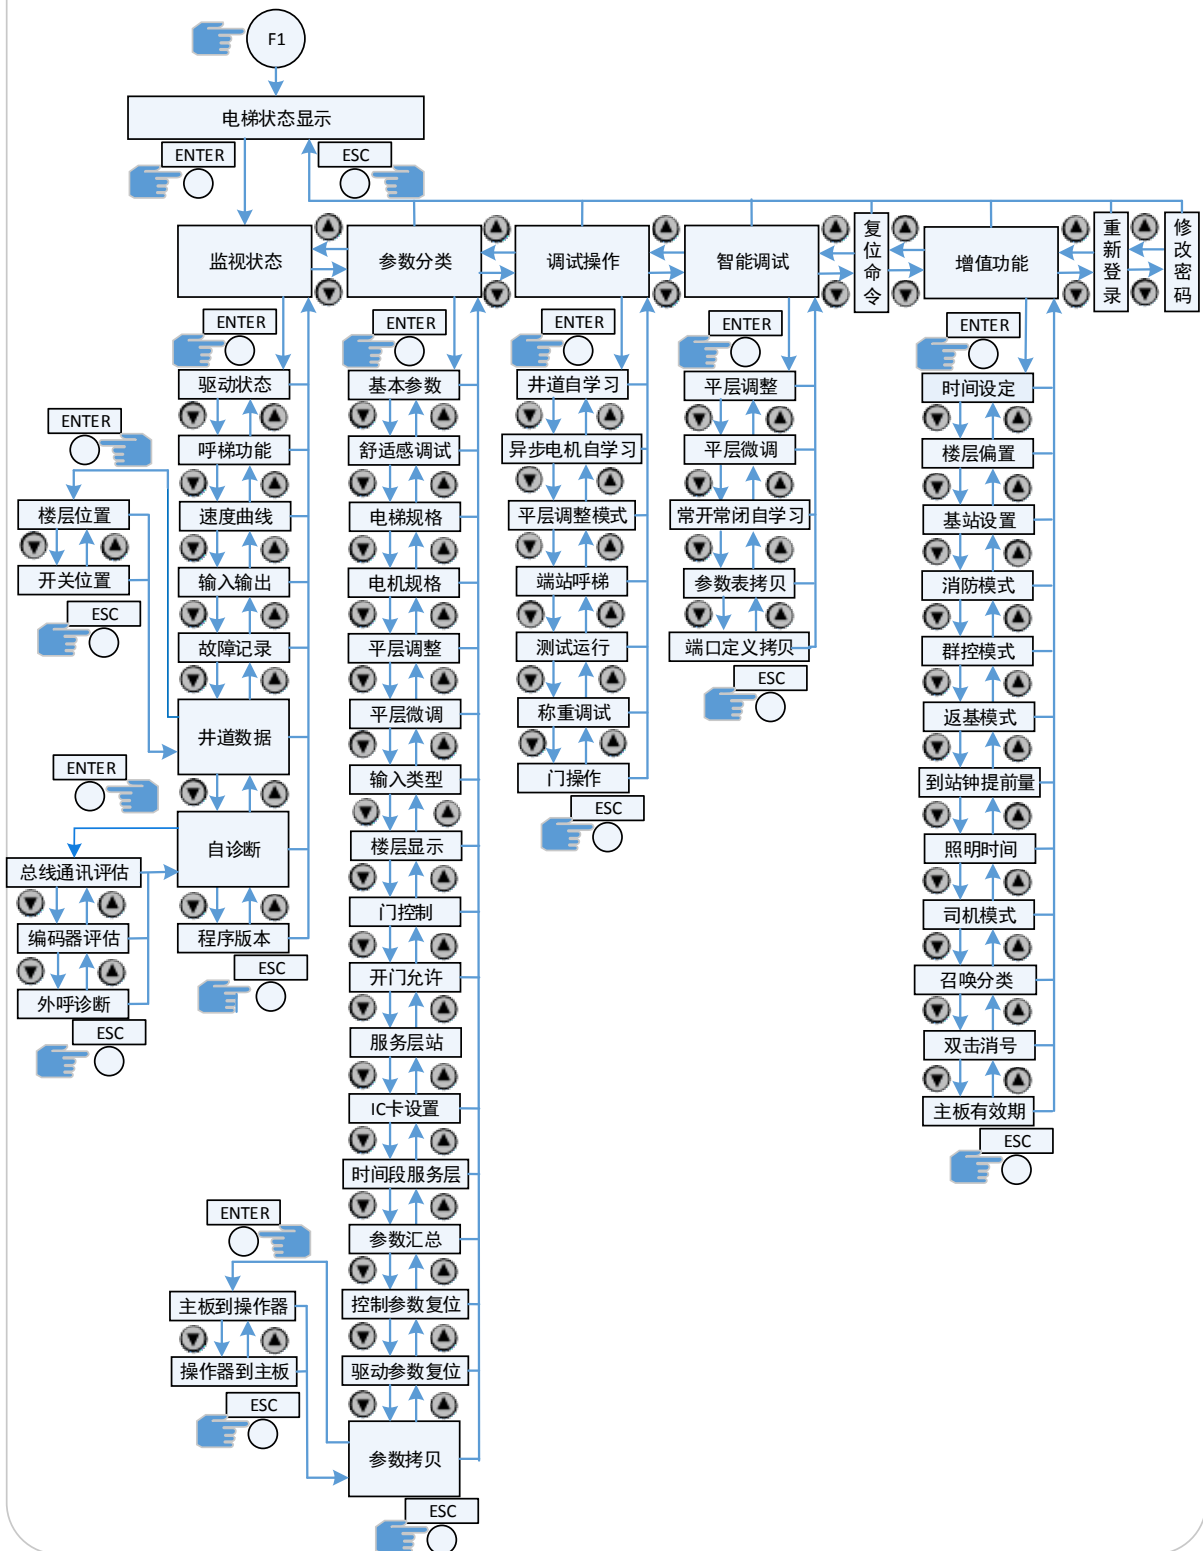 F1
电梯状态显示
ENTER
ESC
监视状态
参数分类
调试操作
智能调试
复位命令
增值功能
重新登录
修改密码
ENTER
驱动状态
呼梯功能
速度曲线
输入输出
故障记录
井道数据
自诊断
程序版本
ESC
ENTER
楼层位置
开关位置
ESC
ENTER
总线通讯评估
编码器评估
外呼诊断
ESC
ENTER
基本参数
舒适感调试
电梯规格
电机规格
平层调整
平层微调
输入类型
楼层显示
门控制
开门允许
服务层站
IC卡设置
时间段服务层
参数汇总
控制参数复位
驱动参数复位
参数拷贝
ESC
ENTER
主板到操作器
操作器到主板
ESC
ENTER
井道自学习
异步电机自学习
平层调整模式
端站呼梯
测试运行
称重调试
门操作
ESC
ENTER
平层调整
平层微调
常开常闭自学习
参数表拷贝
端口定义拷贝
ESC
ENTER
时间设定
楼层偏置
基站设置
消防模式
群控模式
返基模式
到站钟提前量
照明时间
司机模式
召唤分类
双击消号
主板有效期
ESC